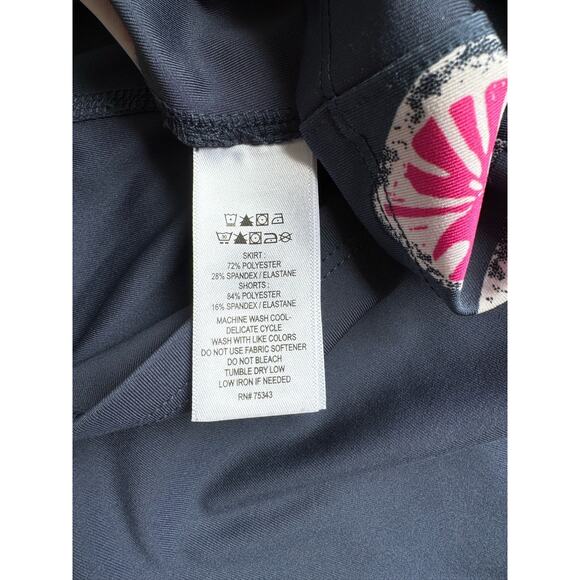 SKIRT :
72% POLYESTER
28% SPANDEX / ELASTANE
SHORTS :
84% POLYESTER
16% SPANDEX / ELASTANE
MACHINE WASH COOL-
DELICATE CYCLE
WASH WITH LIKE COLORS
DO NOT USE FABRIC SOFTENER
DO NOT BLEACH
TUMBLE DRY LOW
LOW IRON IF NEEDED
RN# 75343